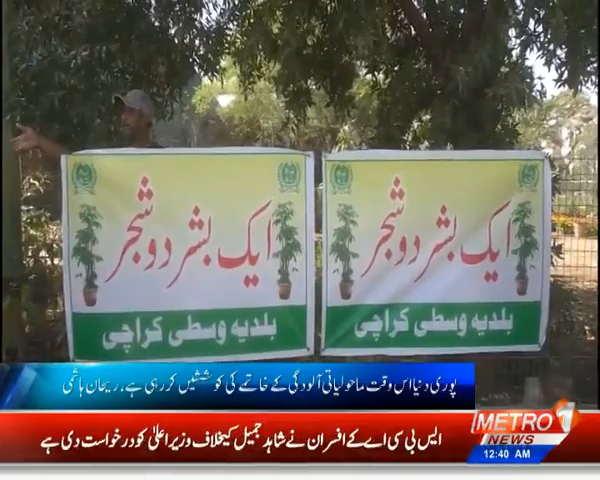 ایک بشر دو شجر
بلدیہ وسطی کراچی
ایک بشر دو شجر
بلدیہ وسطی کراچی
پوری دنیا اس وقت ماحولیاتی آلودگی کے خاتمے کی کوششیں کر رہی ہے، ریحان ہاشمی
ایس بی سی اے کے افسران نے شاہد جمیل کیخلاف وزیر اعلیٰ کو درخواست دی ہے
METRO 1
NEWS
12:40 AM